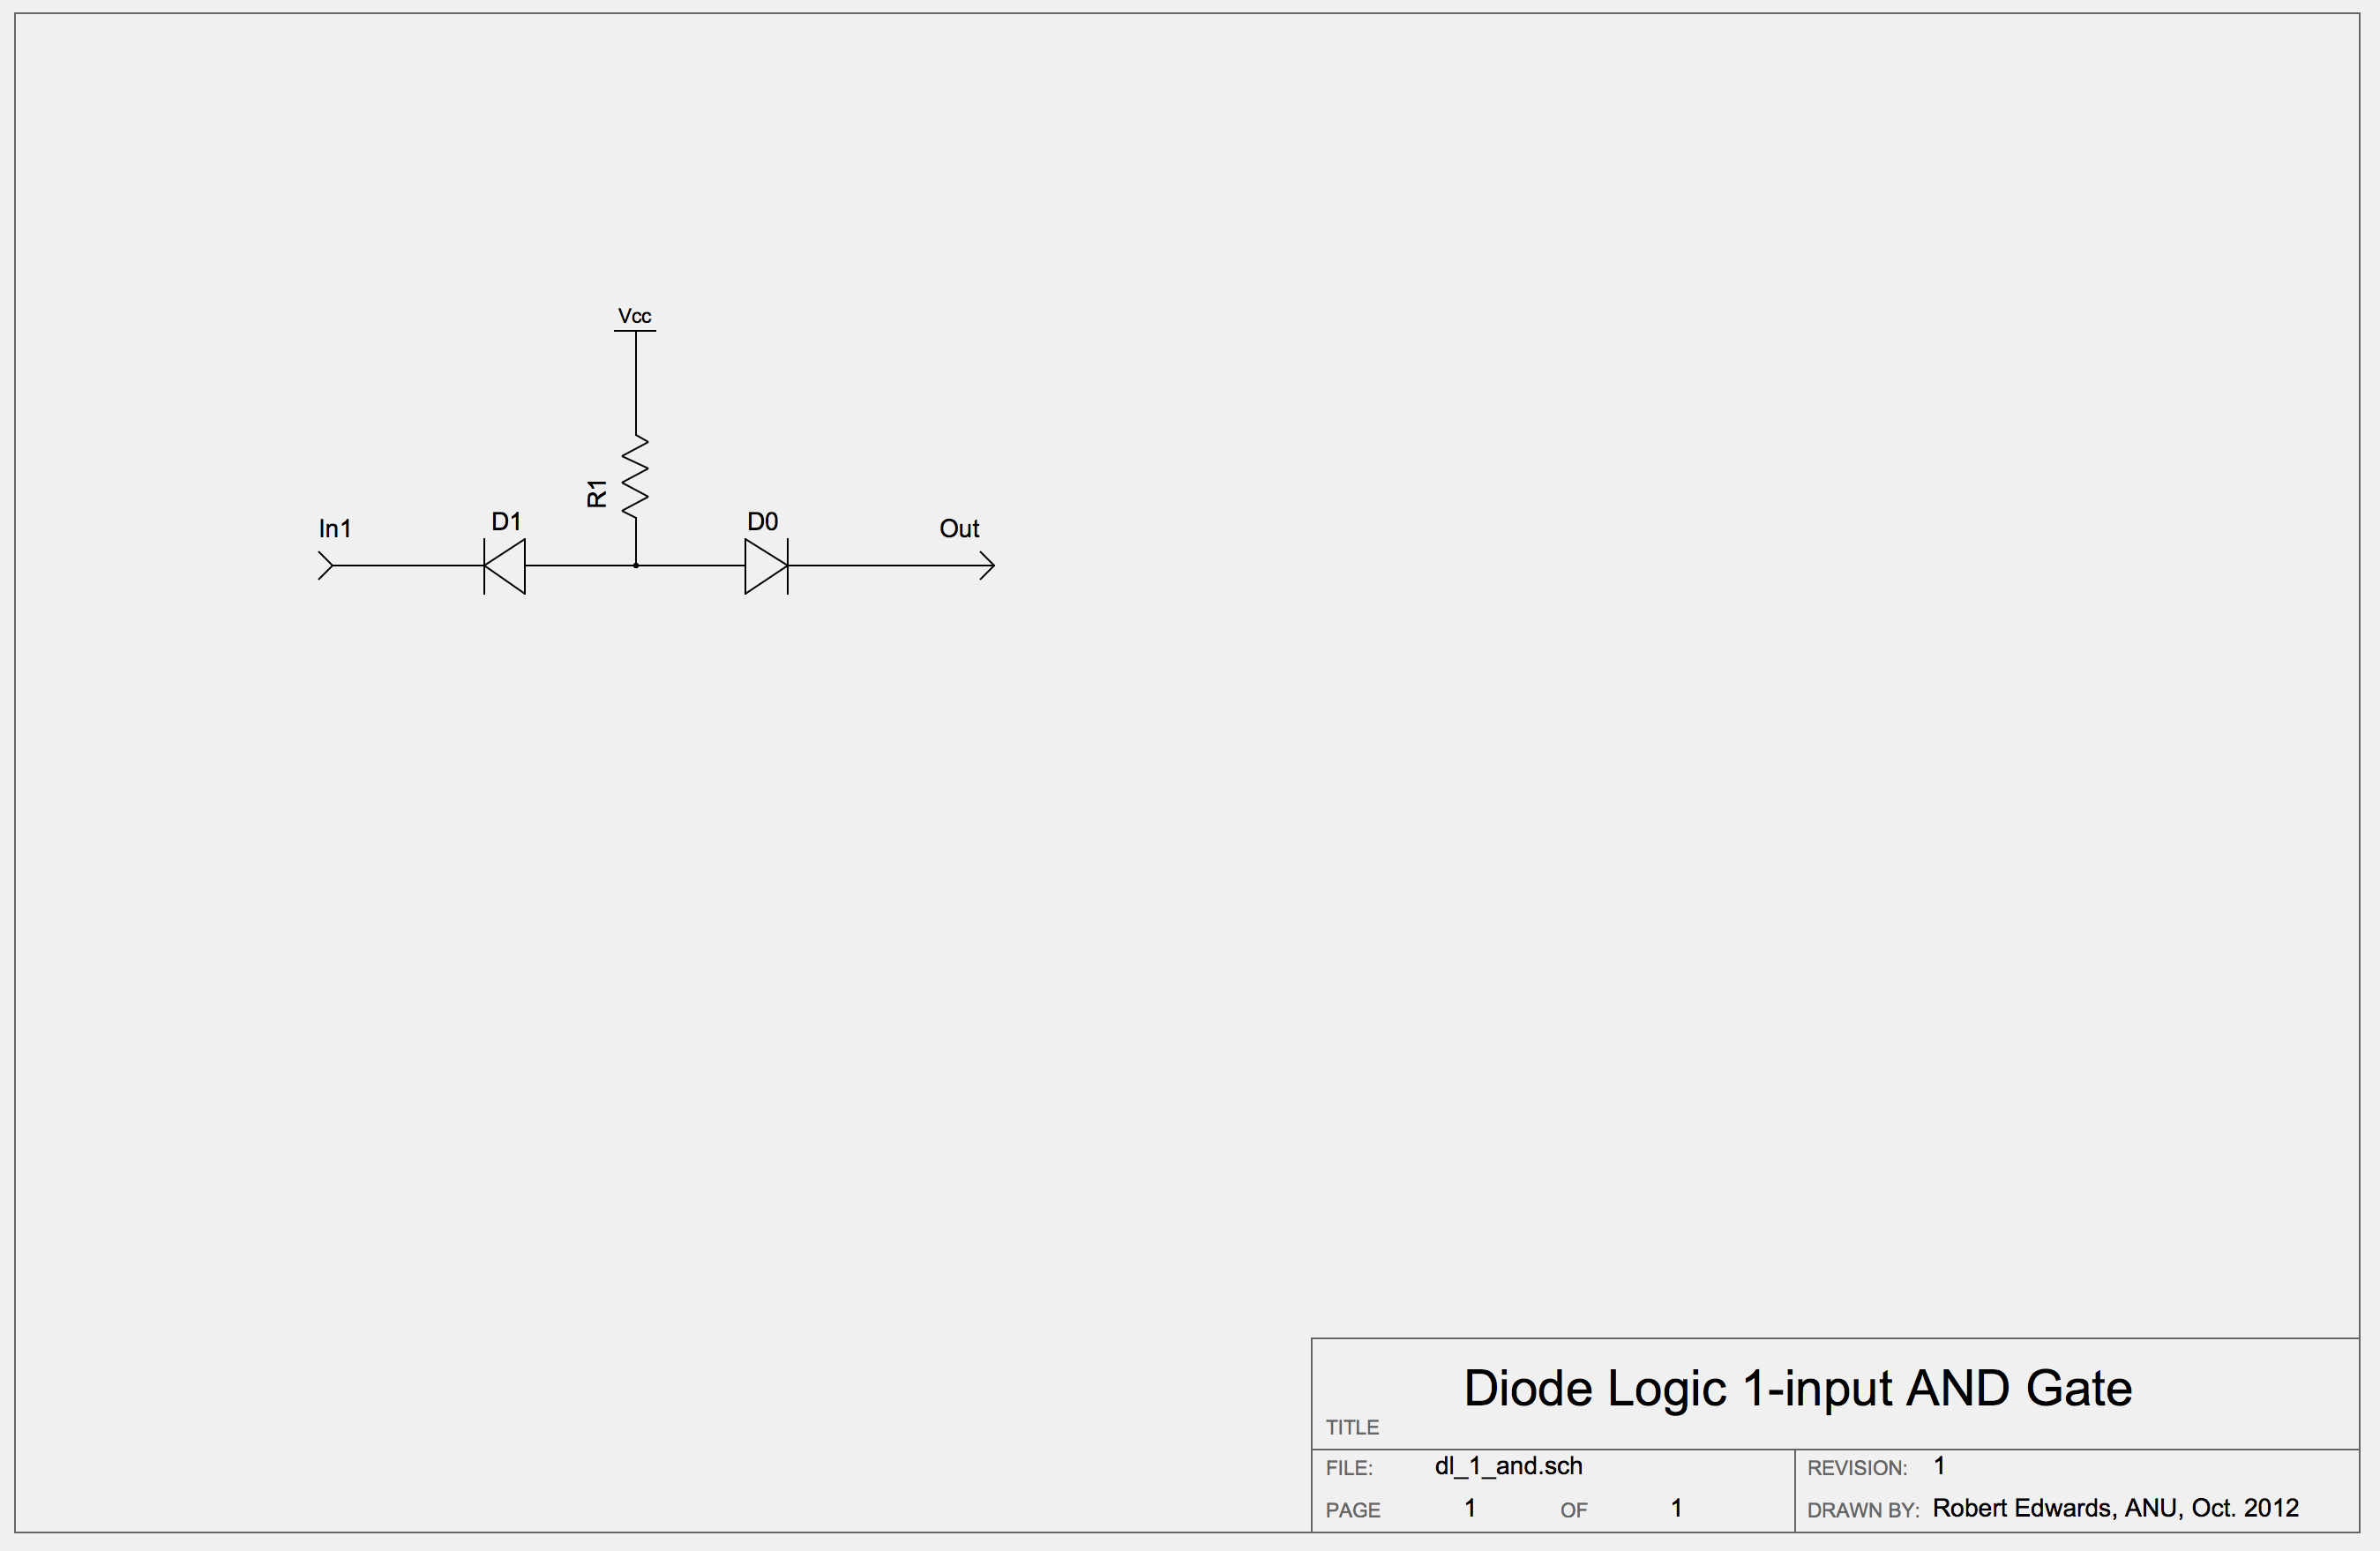 Vcc
R1
In1
D1
D0
Out
Diode Logic 1-input AND Gate
TITLE
FILE: dl_1_and.sch
REVISION: 1
PAGE 1 OF 1
DRAWN BY: Robert Edwards, ANU, Oct. 2012